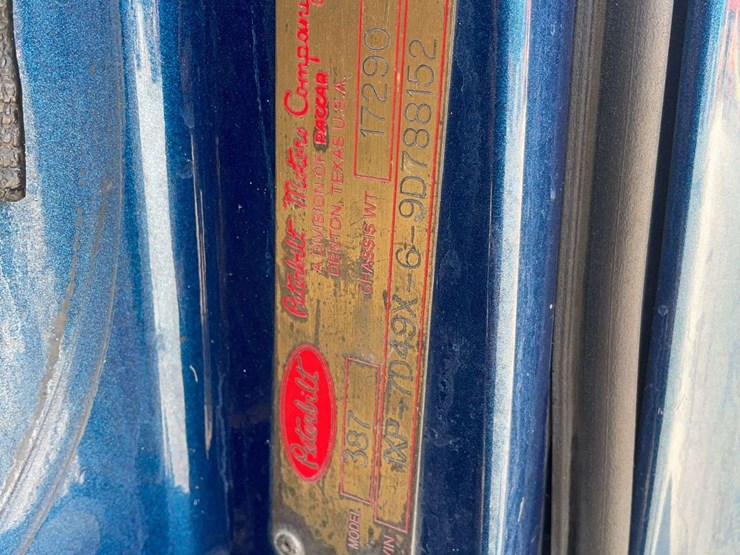 Peterbilt
Peterbilt Motors Company
A DIVISION OF PACCAR
DENTON, TEXAS U.S.A.
MODEL 387 CHASSIS WT 17290
VIN 1XP-7D49X-6-9D788152